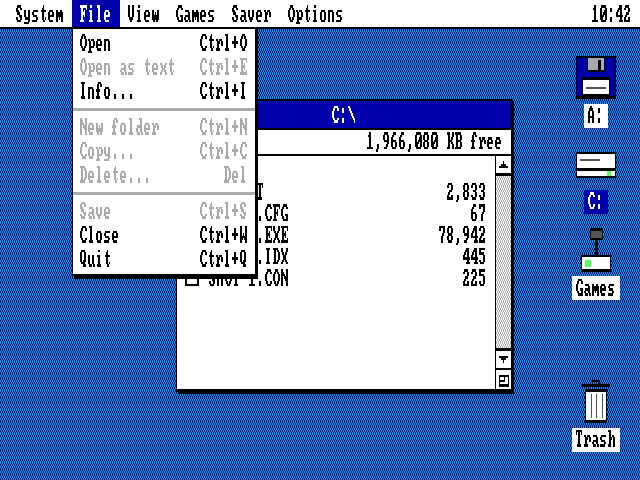 System File View Games Saver Options 10:42
Open Ctrl+O
Open as text Ctrl+E
Info... Ctrl+I
New folder Ctrl+N
Copy... Ctrl+C
Delete... Del
Save Ctrl+S
Close Ctrl+W
Quit Ctrl+Q
C:\
1,966,080 KB free
2,833
.CFG 67
.EXE 78,942
.IDX 445
.CON 225
A:
C:
Games
Trash